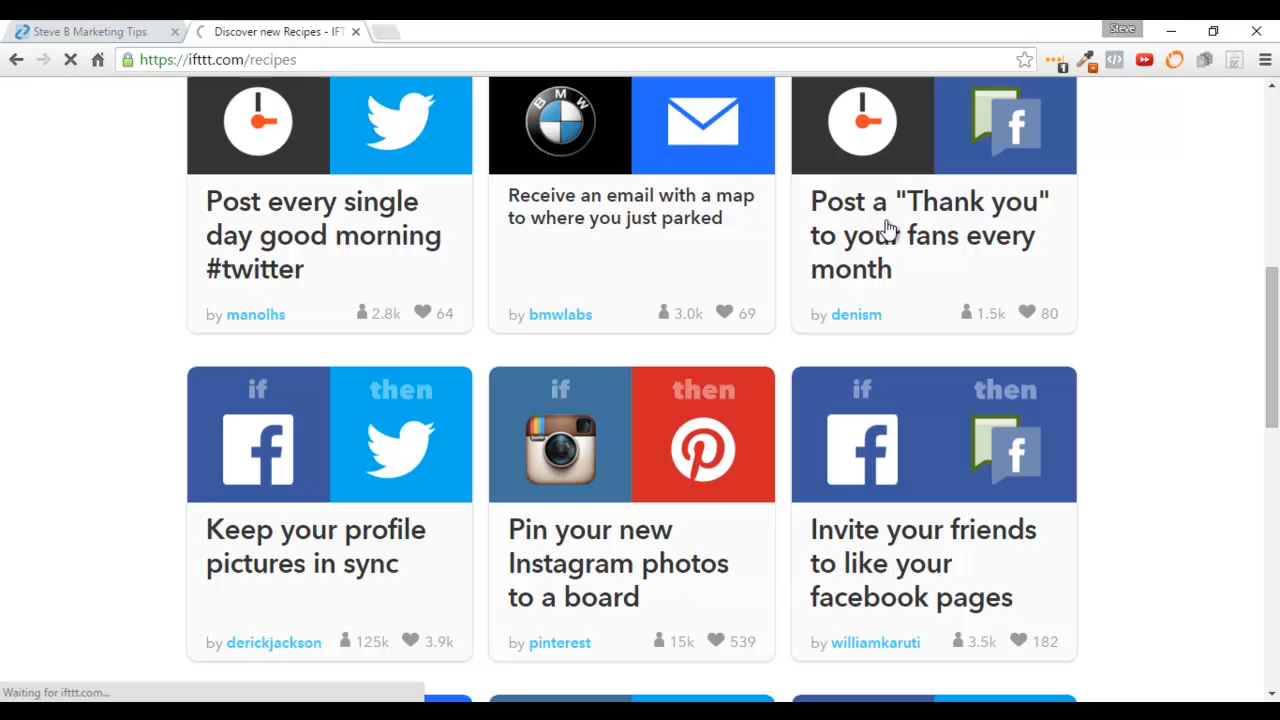 Steve B Marketing Tips
Discover new Recipes - IFT
Steve
https://ifttt.com/recipes
BMW
Post every single
day good morning
#twitter
by manolhs 2.8k 64
Receive an email with a map
to where you just parked
by bmwlabs 3.0k 69
Post a "Thank you"
to your fans every
month
by denism 1.5k 80
if then
Keep your profile
pictures in sync
by derickjackson 125k 3.9k
if then
Pin your new
Instagram photos
to a board
by pinterest 15k 539
if then
Invite your friends
to like your
facebook pages
by williamkaruti 3.5k 182
Waiting for ifttt.com...